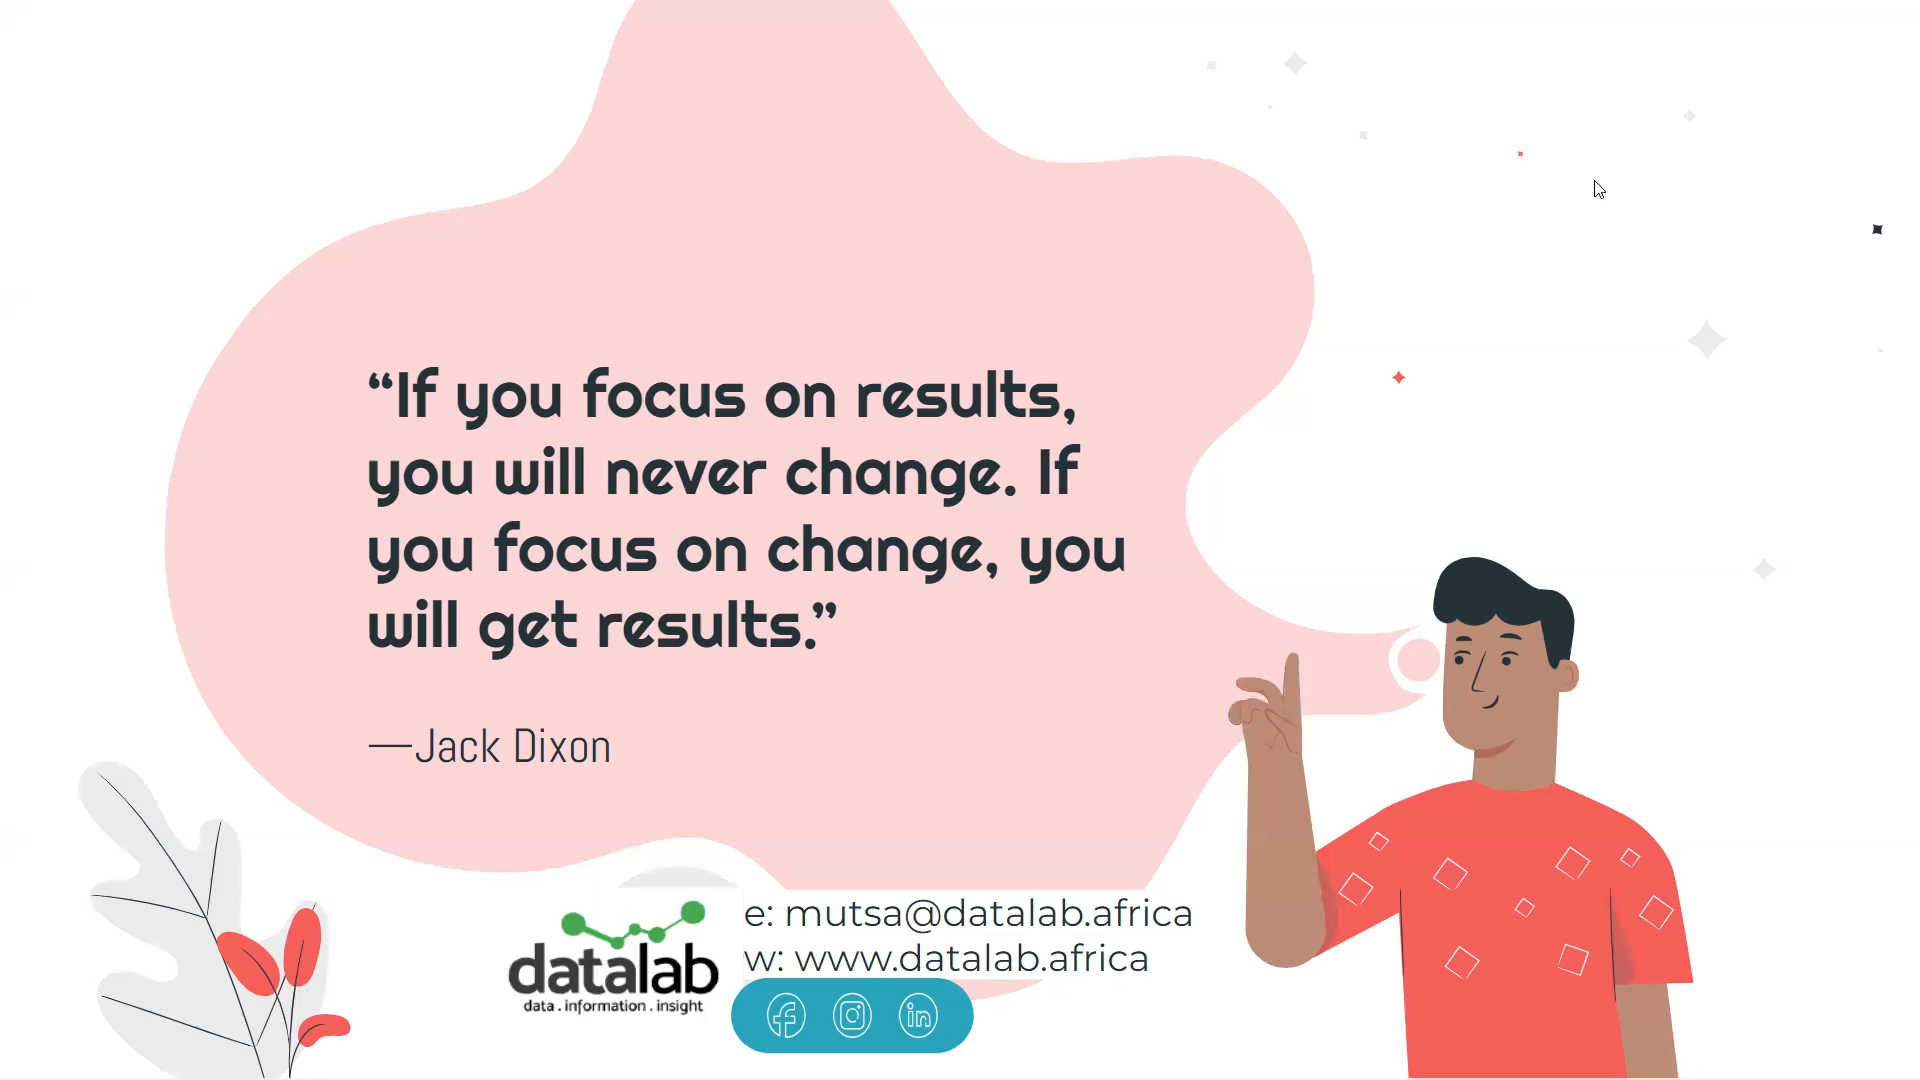 “If you focus on results,
you will never change. If
you focus on change, you
will get results.”
—Jack Dixon
datalab
data . information . insight
e: mutsa@datalab.africa
w: www.datalab.africa
in